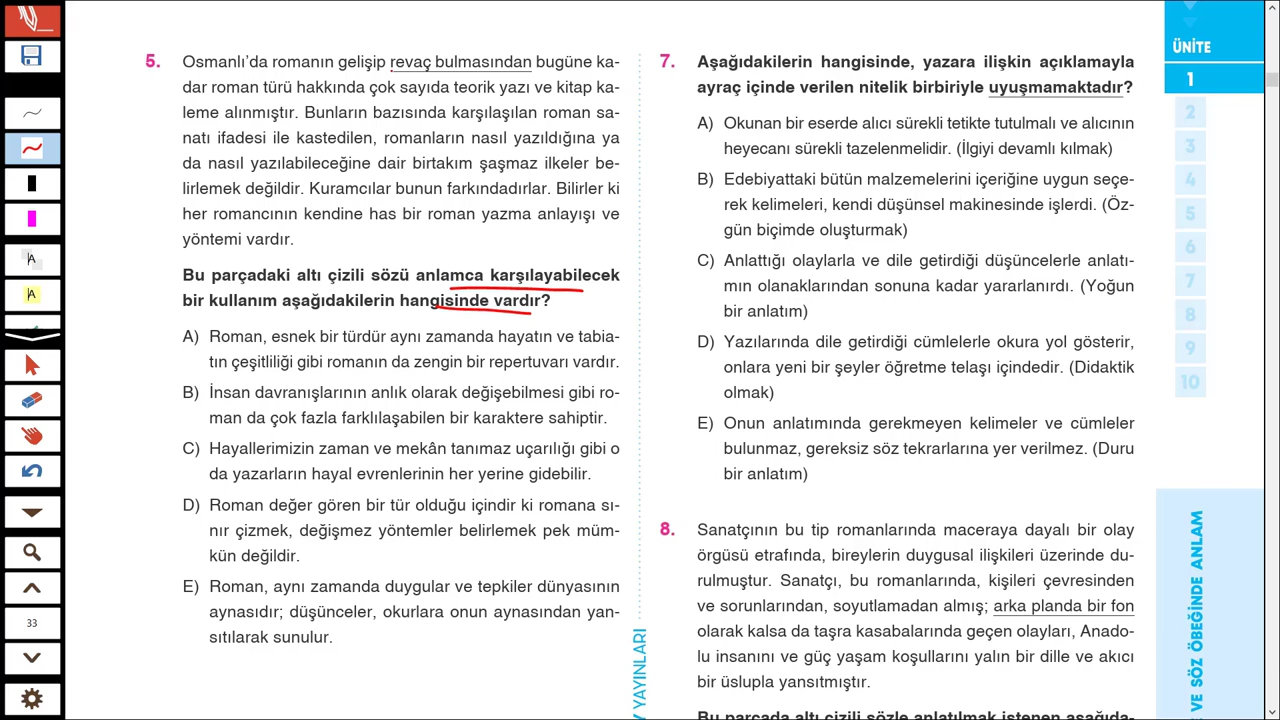 5. Osmanlı’da romanın gelişip revaç bulmasından bugüne ka-
dar roman türü hakkında çok sayıda teorik yazı ve kitap ka-
leme alınmıştır. Bunların bazısında karşılaşılan roman sa-
natı ifadesi ile kastedilen, romanların nasıl yazıldığına ya
da nasıl yazılabileceğine dair birtakım şaşmaz ilkeler be-
lirlemek değildir. Kuramcılar bunun farkındadırlar. Bilirler ki
her romancının kendine has bir roman yazma anlayışı ve
yöntemi vardır.
Bu parçadaki altı çizili sözü anlamca karşılayabilecek
bir kullanım aşağıdakilerin hangisinde vardır?
A) Roman, esnek bir türdür aynı zamanda hayatın ve tabia-
tın çeşitliliği gibi romanın da zengin bir repertuvarı vardır.
B) İnsan davranışlarının anlık olarak değişebilmesi gibi ro-
man da çok fazla farklılaşabilen bir karaktere sahiptir.
C) Hayallerimizin zaman ve mekân tanımaz uçarılığı gibi o
da yazarların hayal evrenlerinin her yerine gidebilir.
D) Roman değer gören bir tür olduğu içindir ki romana sı-
nır çizmek, değişmez yöntemler belirlemek pek müm-
kün değildir.
E) Roman, aynı zamanda duygular ve tepkiler dünyasının
aynasıdır; düşünceler, okurlara onun aynasından yan-
sıtılarak sunulur.
7. Aşağıdakilerin hangisinde, yazara ilişkin açıklamayla
ayraç içinde verilen nitelik birbiriyle uyuşmamaktadır?
A) Okunan bir eserde alıcı sürekli tetikte tutulmalı ve alıcının
heyecanı sürekli tazelenmelidir. (İlgiyi devamlı kılmak)
B) Edebiyattaki bütün malzemelerini içeriğine uygun seçe-
rek kelimeleri, kendi düşünsel makinesinde işlerdi. (Öz-
gün biçimde oluşturmak)
C) Anlattığı olaylarla ve dile getirdiği düşüncelerle anlatı-
mın olanaklarından sonuna kadar yararlanırdı. (Yoğun
bir anlatım)
D) Yazılarında dile getirdiği cümlelerle okura yol gösterir,
onlara yeni bir şeyler öğretme telaşı içindedir. (Didaktik
olmak)
E) Onun anlatımında gerekmeyen kelimeler ve cümleler
bulunmaz, gereksiz söz tekrarlarına yer verilmez. (Duru
bir anlatım)
8. Sanatçının bu tip romanlarında maceraya dayalı bir olay
örgüsü etrafında, bireylerin duygusal ilişkileri üzerinde du-
rulmuştur. Sanatçı, bu romanlarında, kişileri çevresinden
ve sorunlarından, soyutlamadan almış; arka planda bir fon
olarak kalsa da taşra kasabalarında geçen olayları, Anado-
lu insanını ve güç yaşam koşullarını yalın bir dille ve akıcı
bir üslupla yansıtmıştır.
Bu parçada altı çizili sözle anlatılmak istenen aşağıda-
ÜNİTE
1
2
3
4
5
6
7
8
9
10
VE SÖZ ÖBEĞİNDE ANLAM
YAYINLARI
A
A
33